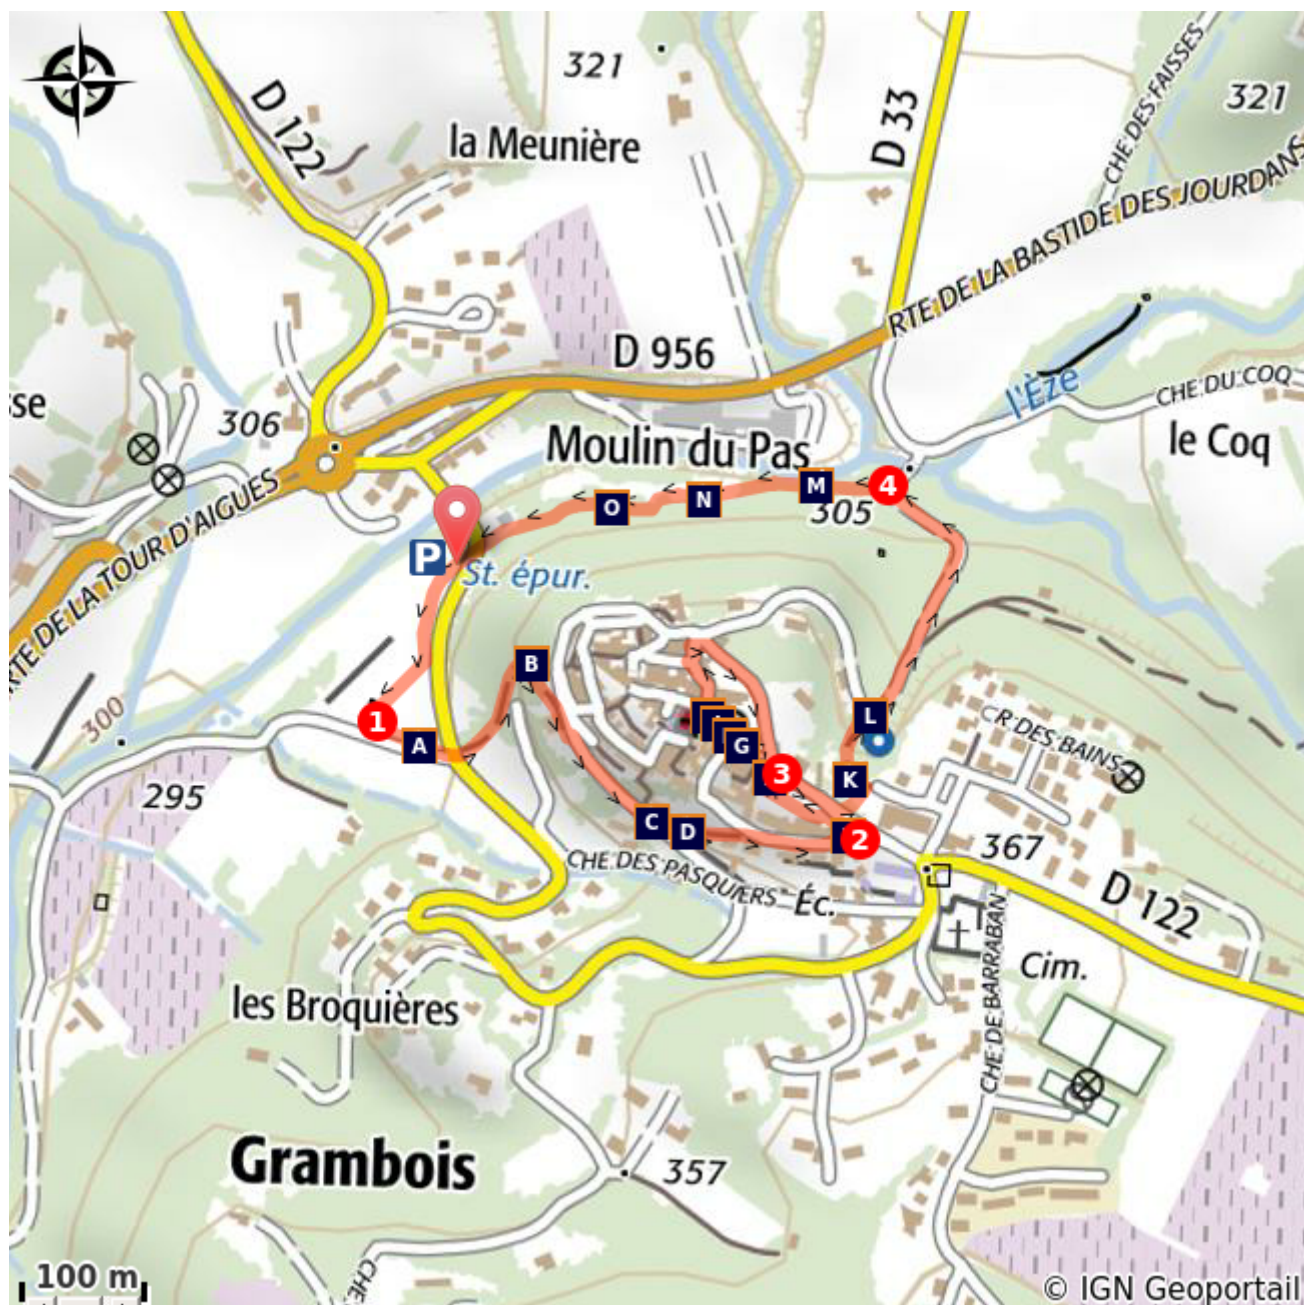 321
D 122
la Meunière
D 33
CHE DES FAISSES
321
RTE DE LA BASTIDE DES JOURDANS
D 956
l'Èze
CHE DU COQ
sse
306
Moulin du Pas
le Coq
RTE DE LA TOUR D'AIGUES
M
4
N
O
305
P
St. épur.
B
300
1
A
L
CR DES BAINS
G
3
K
295
C
D
2
367
CHE DES PASQUIERS
Éc.
D 122
CHE DE BARRABAN
Cim.
les Broquières
Grambois
357
CHE
100 m
© IGN Geoportail